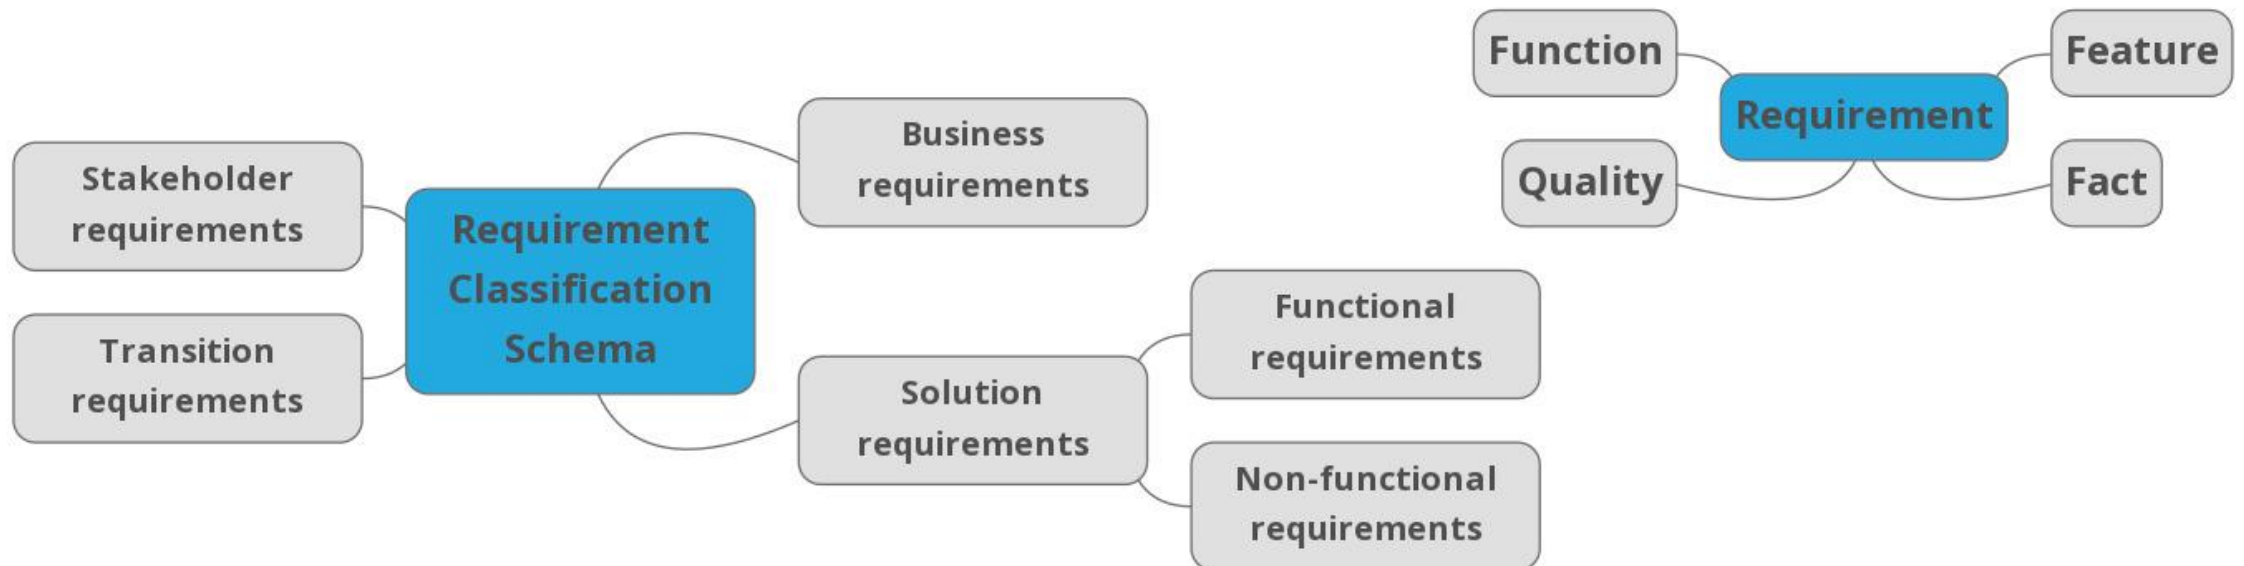 Stakeholder
requirements
Transition
requirements
Requirement
Classification
Schema
Business
requirements
Solution
requirements
Functional
requirements
Non-functional
requirements
Function
Quality
Requirement
Feature
Fact